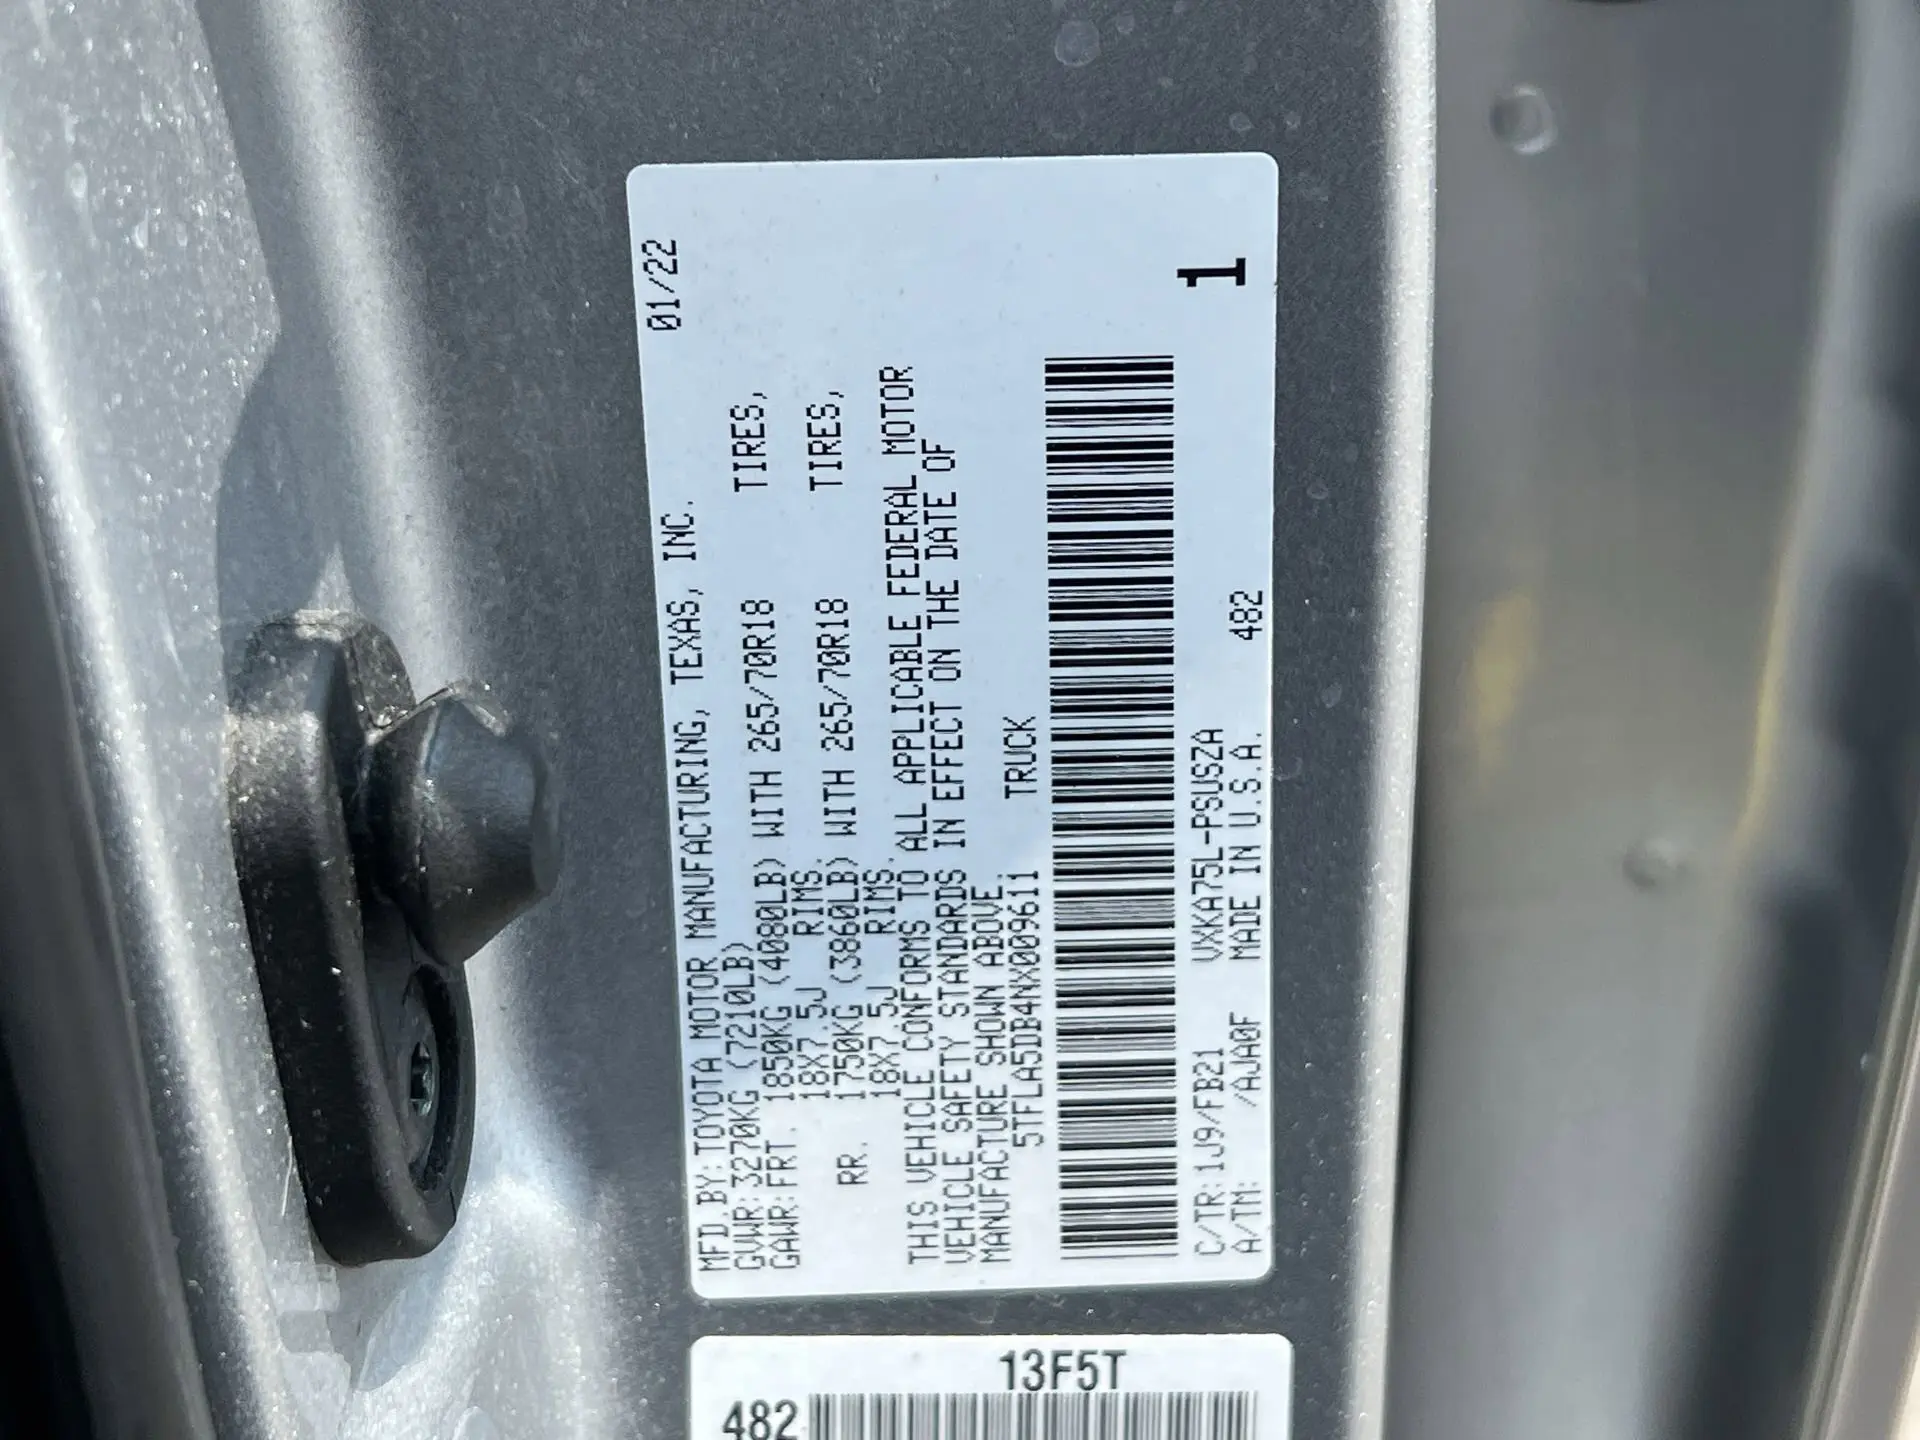 01/22
MFD.BY:TOYOTA MOTOR MANUFACTURING, TEXAS, INC.
GVWR:3270KG (7210LB)
GAWR:FRT. 1850KG (4080LB) WITH 265/70R18 TIRES,
18X7.5J RIMS.
RR. 1750KG (3860LB) WITH 265/70R18 TIRES,
18X7.5J RIMS.
THIS VEHICLE CONFORMS TO ALL APPLICABLE FEDERAL MOTOR
VEHICLE SAFETY STANDARDS IN EFFECT ON THE DATE OF
MANUFACTURE SHOWN ABOVE.
5TFLA5DB4NX009611 TRUCK
1
C/TR:1J9/FB21 VXKA75L-PSUSZA
A/TM: /AJA0F MADE IN U.S.A. 482
13F5T
482